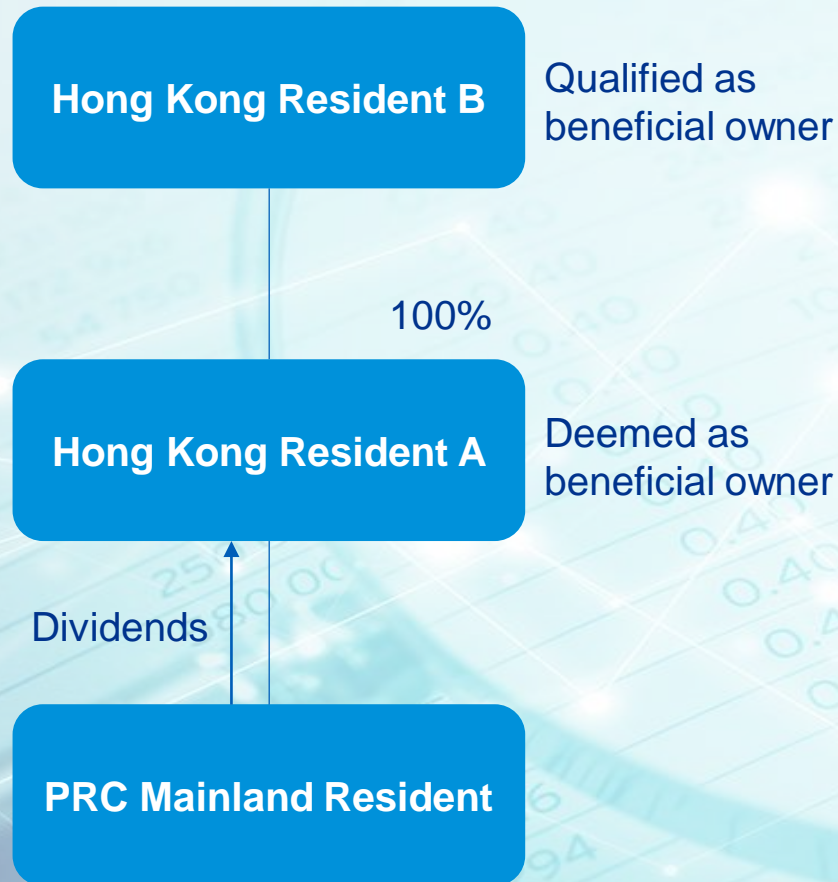 Hong Kong Resident B
Qualified as
beneficial owner
100%
Hong Kong Resident A
Deemed as
beneficial owner
Dividends
PRC Mainland Resident